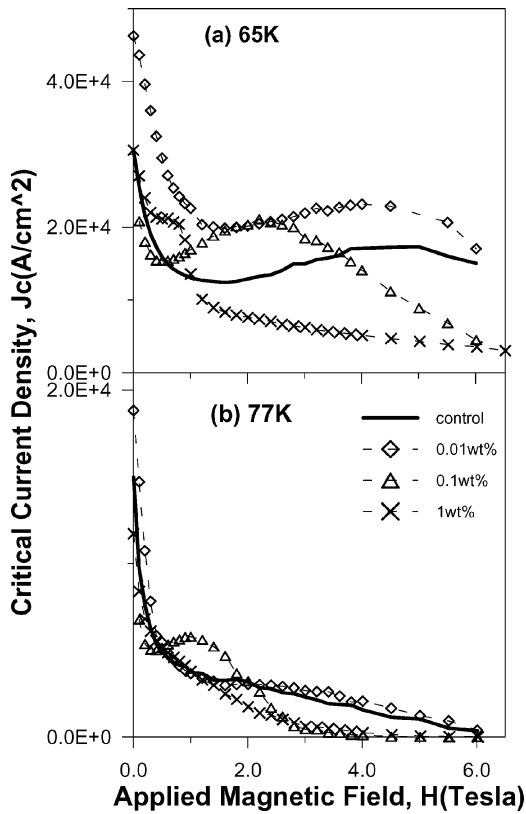 (a) 65K
4.0E+4
2.0E+4
0.0E+0
2.0E+4
(b) 77K
control
0.01wt%
0.1wt%
1wt%
0.0E+0
0.0 2.0 4.0 6.0
Applied Magnetic Field, H(Tesla)
Critical Current Density, Jc(A/cm^2)